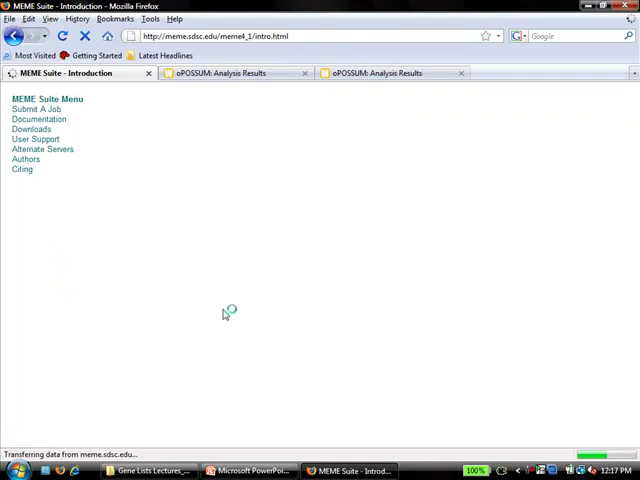 MEME Suite - Introduction - Mozilla Firefox
File Edit View History Bookmarks Tools Help
http://meme.sdsc.edu/meme4_1/intro.html
Google
Most Visited Getting Started Latest Headlines
MEME Suite - Introduction oPOSSUM: Analysis Results oPOSSUM: Analysis Results
MEME Suite Menu
Submit A Job
Documentation
Downloads
User Support
Alternate Servers
Authors
Citing
Transferring data from meme.sdsc.edu...
Gene Lists Lectures_... Microsoft PowerPoi... MEME Suite - Introd... 100% 12:17 PM